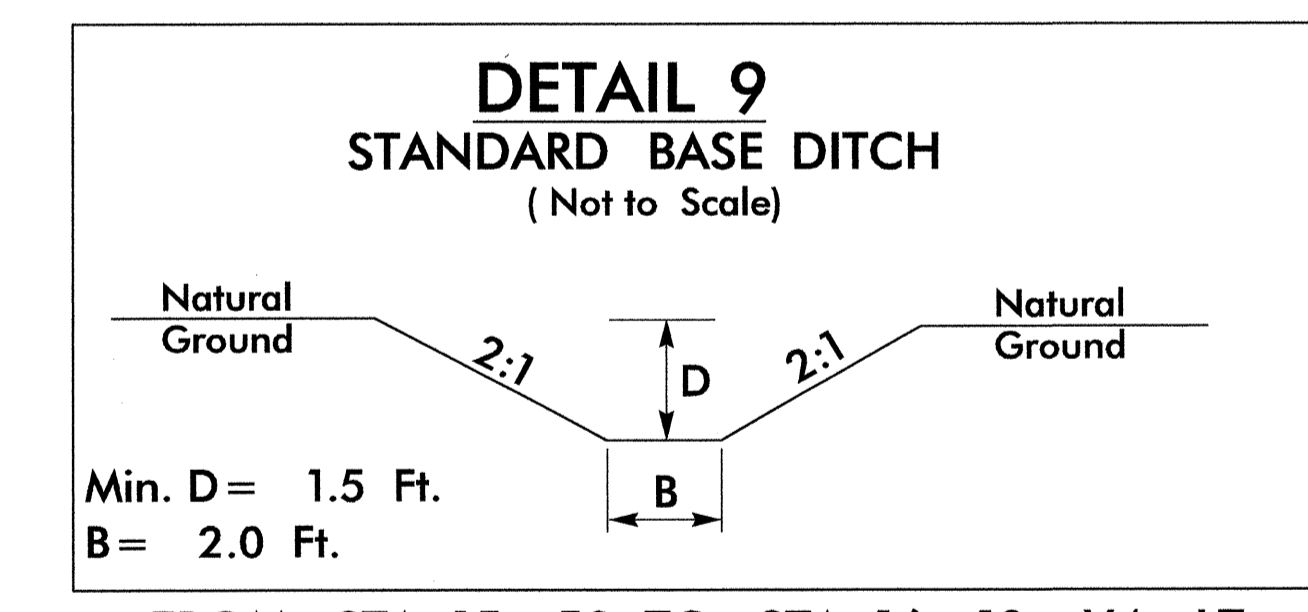 DETAIL 9
STANDARD BASE DITCH
( Not to Scale)
Natural
Ground
Natural
Ground
2:1
2:1
D
B
Min. D = 1.5 Ft.
B = 2.0 Ft.